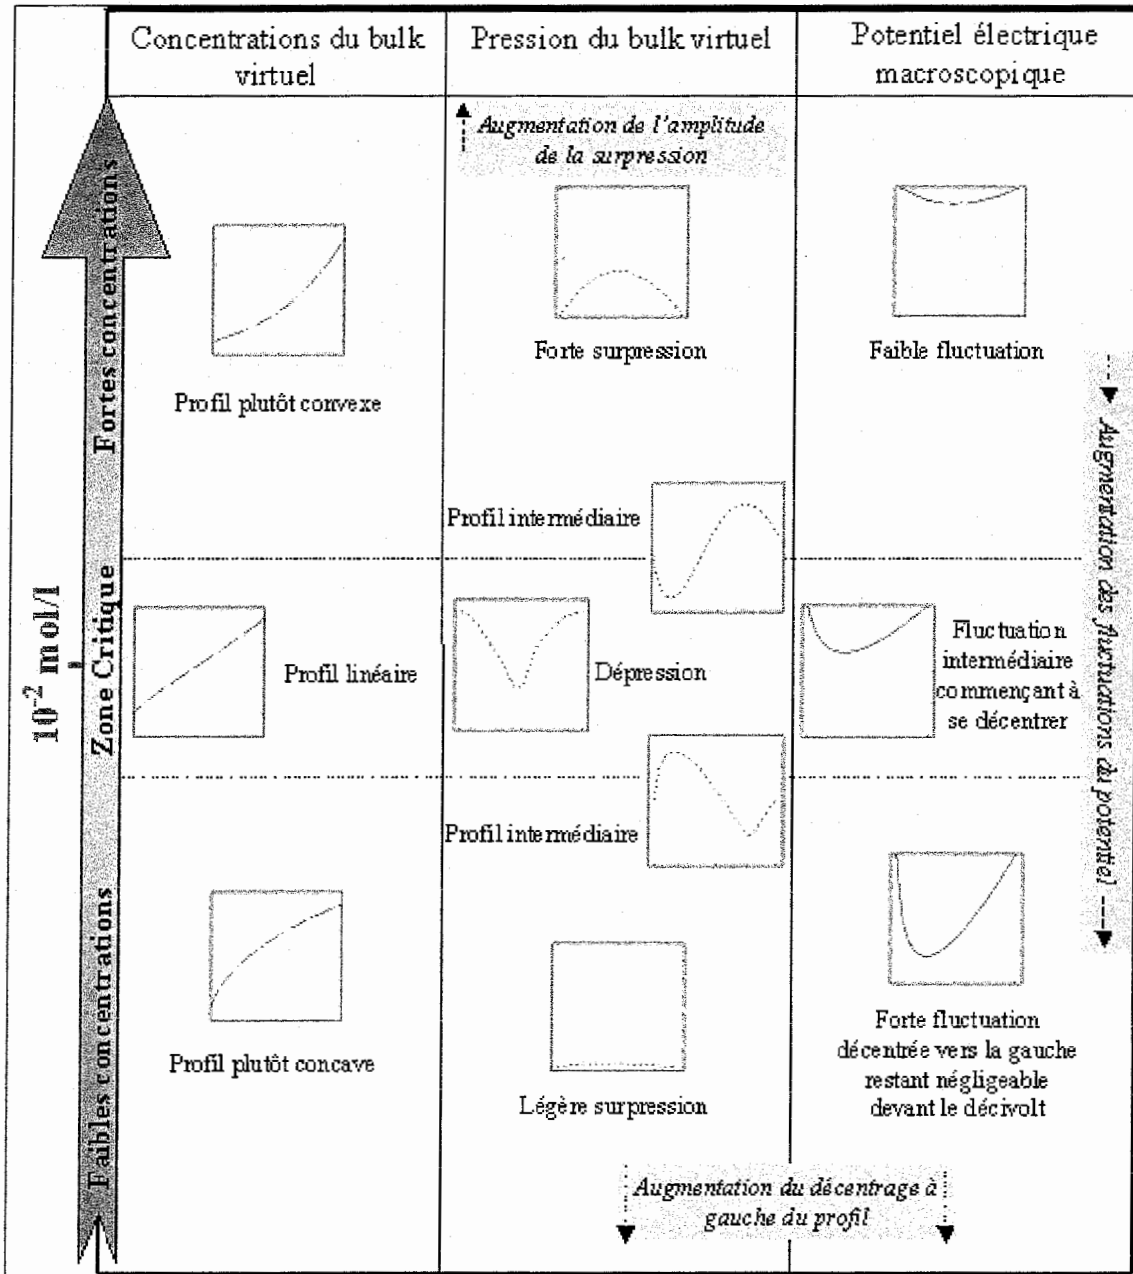 Concentrations du bulk
virtuel
Pression du bulk virtuel
Potentiel électrique
macroscopique
Augmentation de l'amplitude
de la surpression
Fortes concentrations
Profil plutôt convexe
Forte surpression
Faible fluctuation
Augmentation des fluctuations du potentiel
Profil intermédiaire
10⁻² mol/l
Zone Critique
Profil linéaire
Dépression
Fluctuation
intermédiaire
commençant à
se décentrer
Profil intermédiaire
Faibles concentrations
Profil plutôt concave
Légère surpression
Forte fluctuation
décentrée vers la gauche
restant négligeable
devant le décivolt
Augmentation du décentrage à
gauche du profil